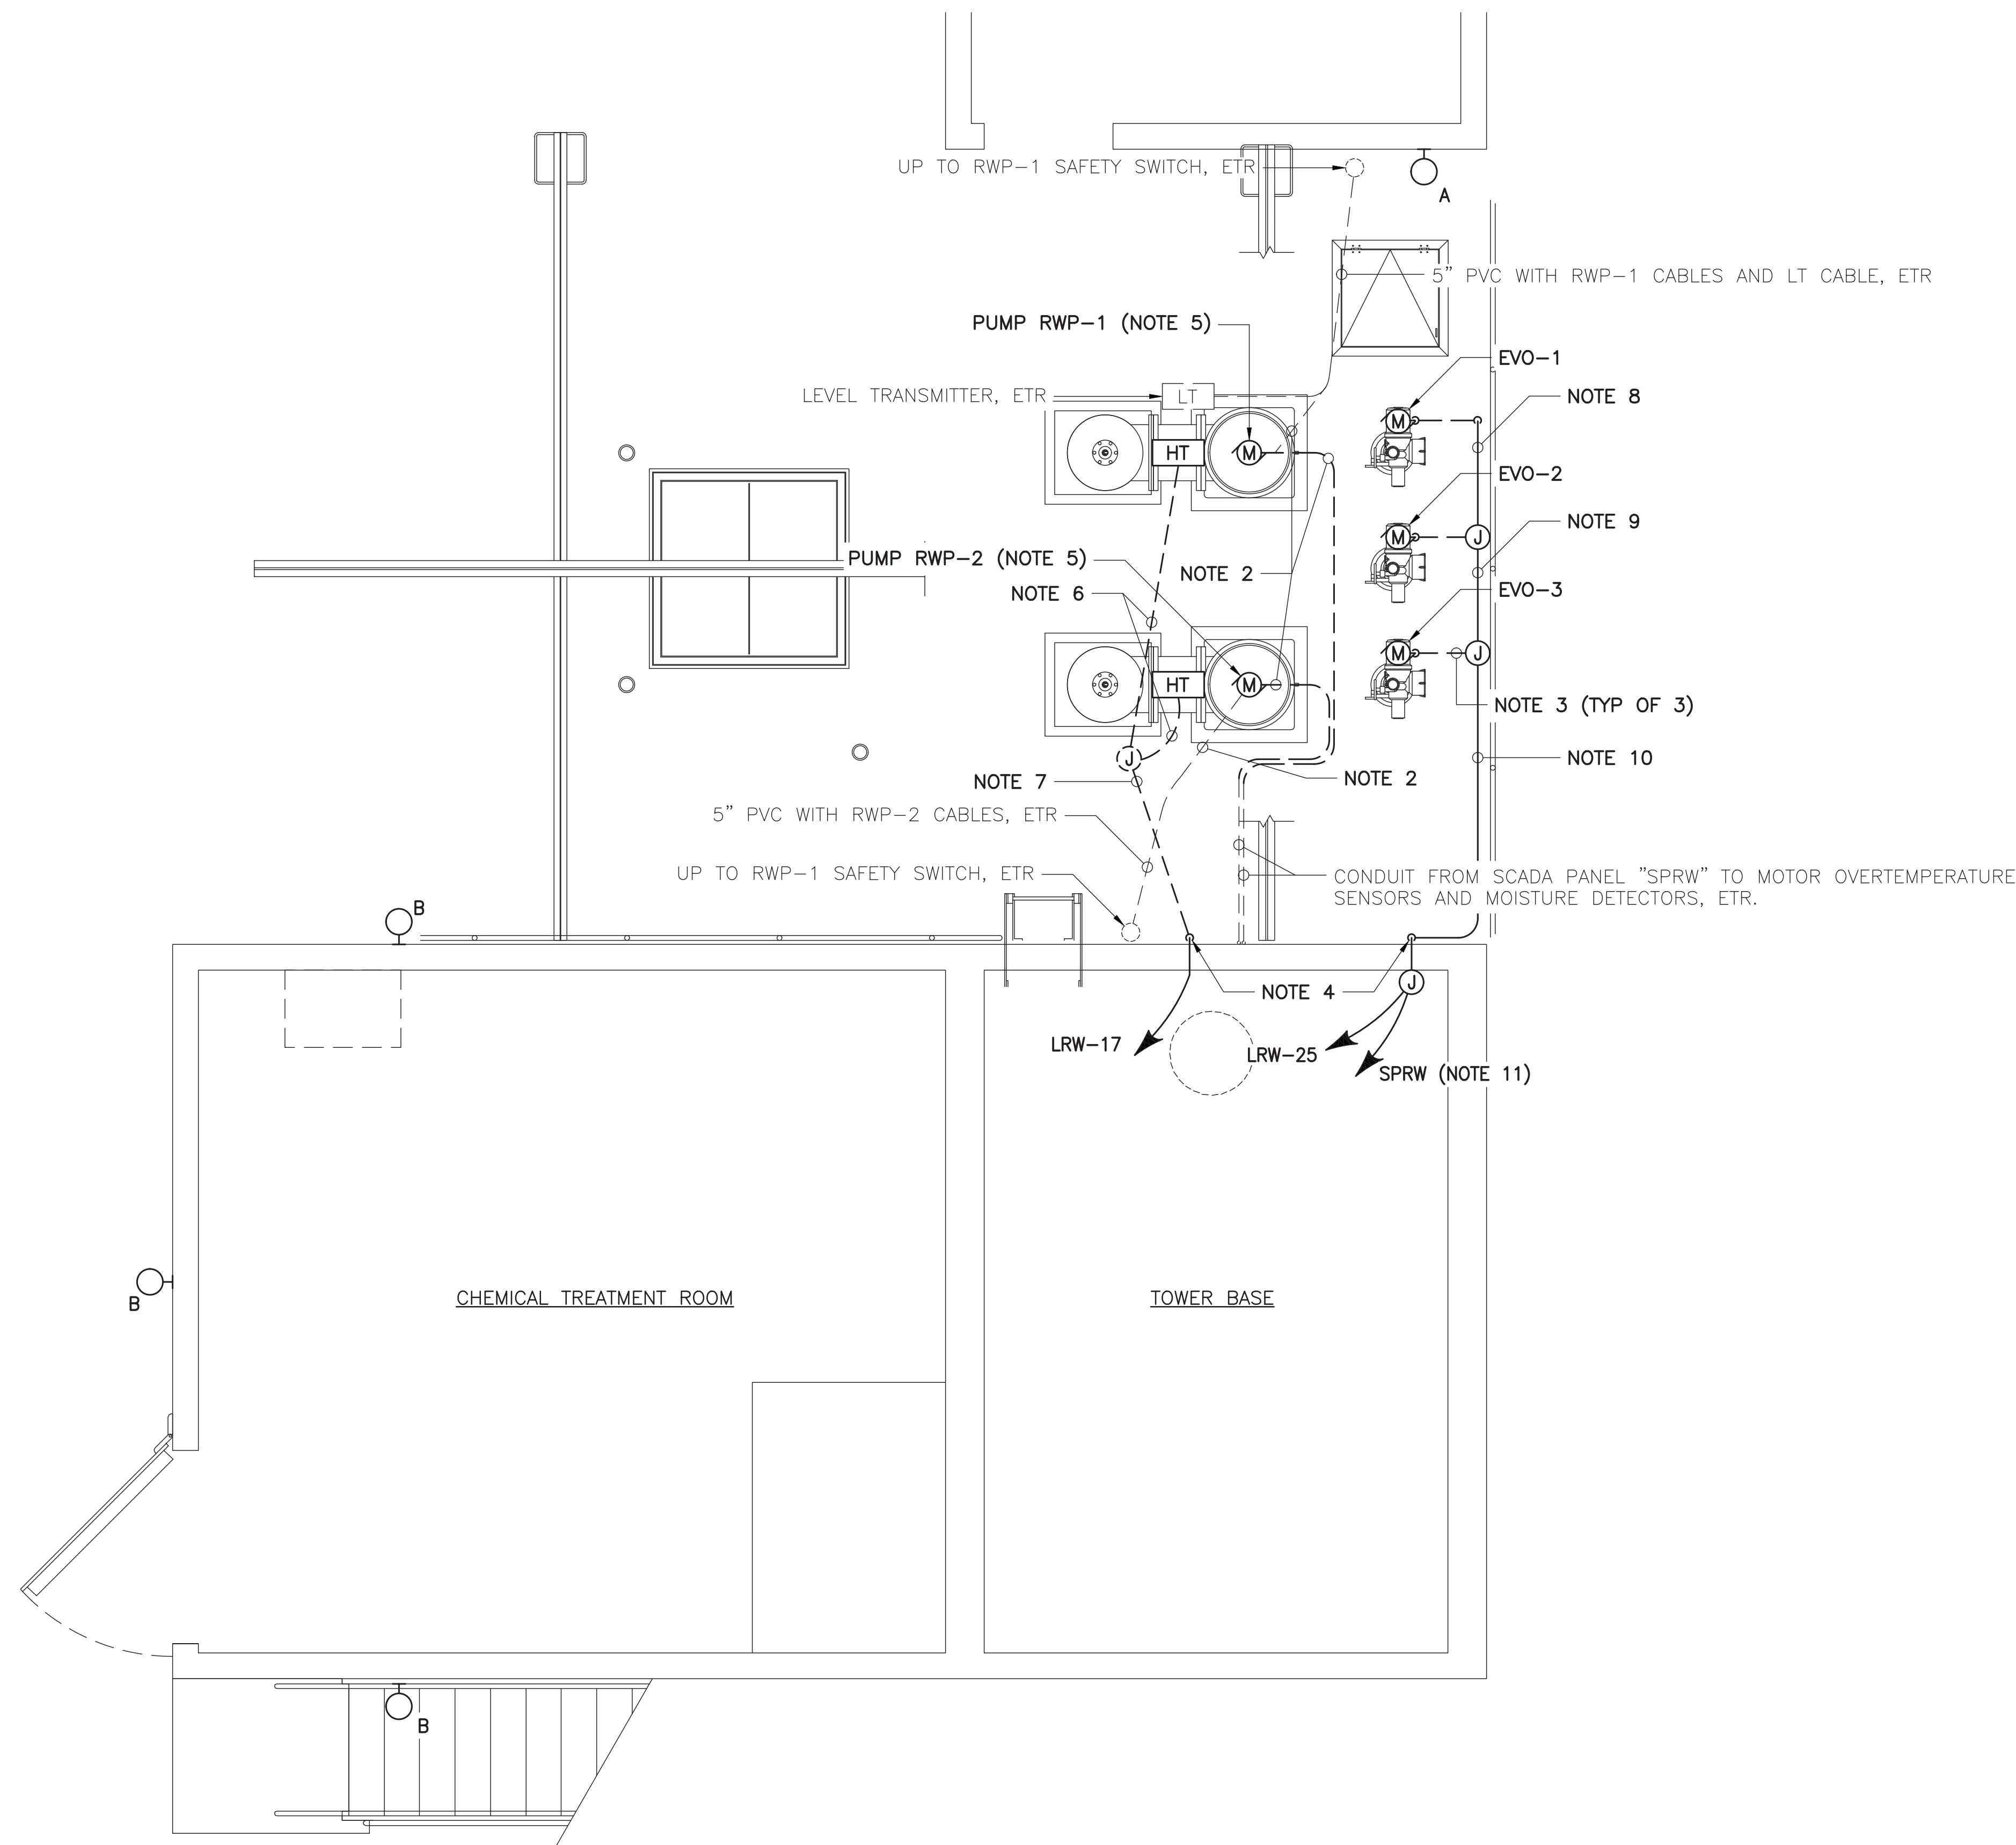 UP TO RWP-1 SAFETY SWITCH, ETR
A
5" PVC WITH RWP-1 CABLES AND LT CABLE, ETR
PUMP RWP-1 (NOTE 5)
EVO-1
LEVEL TRANSMITTER, ETR
LT
NOTE 8
M
HT
M
EVO-2
NOTE 9
M
J
PUMP RWP-2 (NOTE 5)
NOTE 2
NOTE 6
EVO-3
M
J
HT
M
NOTE 3 (TYP OF 3)
J
NOTE 10
NOTE 7
NOTE 2
5" PVC WITH RWP-2 CABLES, ETR
UP TO RWP-1 SAFETY SWITCH, ETR
CONDUIT FROM SCADA PANEL "SPRW" TO MOTOR OVERTEMPERATURE
SENSORS AND MOISTURE DETECTORS, ETR.
B
NOTE 4
J
LRW-17
LRW-25
SPRW (NOTE 11)
B
CHEMICAL TREATMENT ROOM
TOWER BASE
B